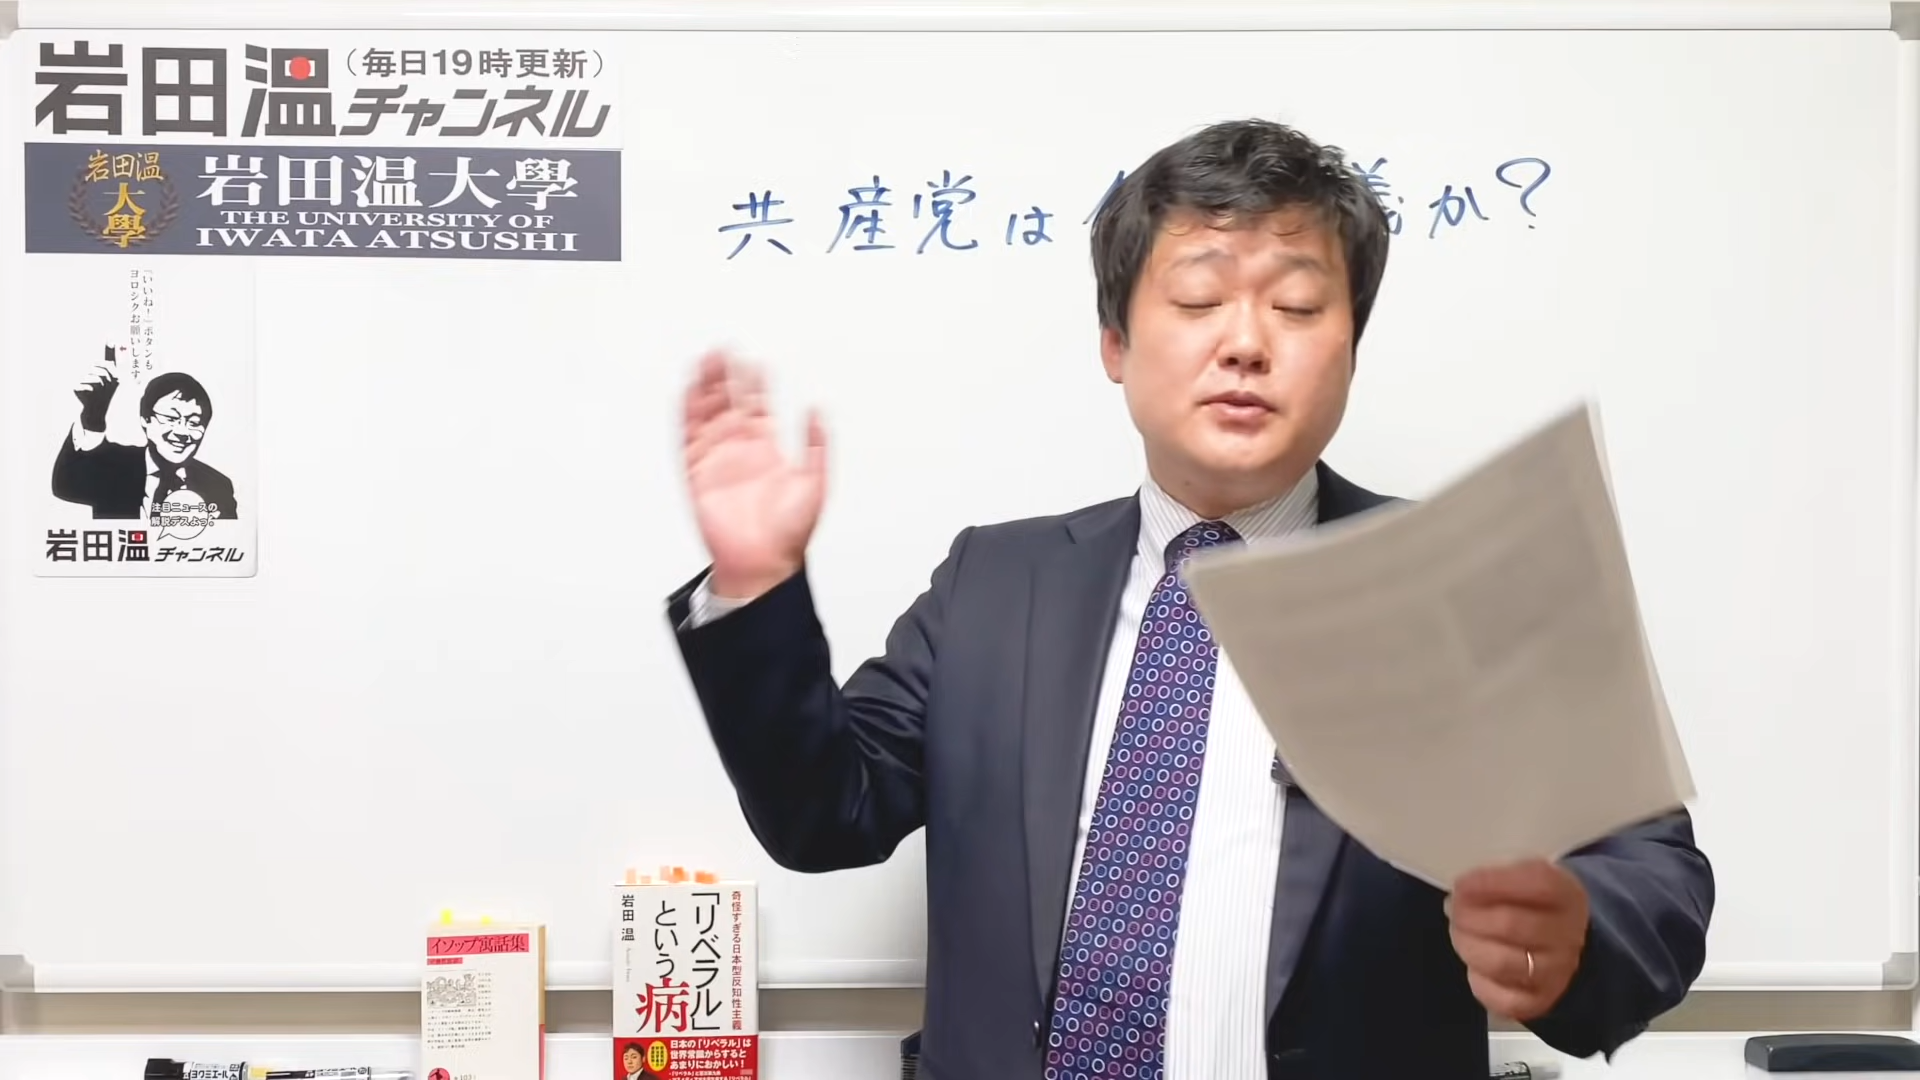 岩田温
(毎日19時更新)
チャンネル
岩田温
大學
岩田温大學
THE UNIVERSITY OF
IWATA ATSUSHI
共産党は
義か?
「いいね!」ボタンも
ヨロシクお願いします。
注目ニュースの
解説デスよっ。
岩田温チャンネル
イソップ寓話集
奇怪すぎる日本型反知性主義
「リベラル」
という病
岩田 温
日本の「リベラル」は
世界常識からすると
あまりにおかしい!